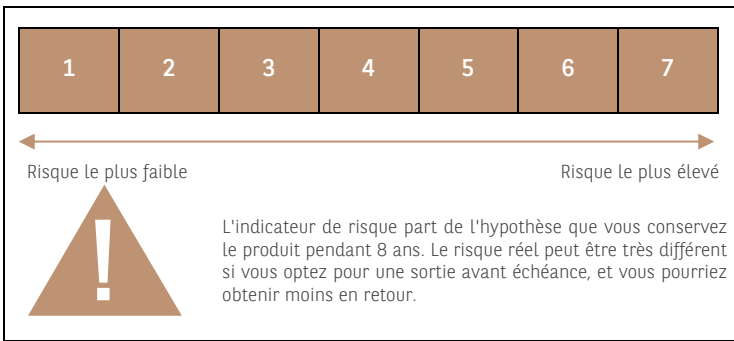 1 2 3 4 5 6 7
Risque le plus faible Risque le plus élevé
!
L'indicateur de risque part de l'hypothèse que vous conservez
le produit pendant 8 ans. Le risque réel peut être très différent
si vous optez pour une sortie avant échéance, et vous pourriez
obtenir moins en retour.